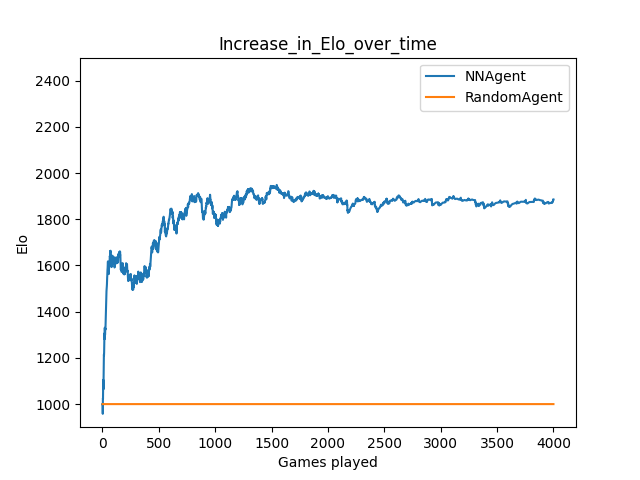 Increase_in_Elo_over_time
NNAgent
RandomAgent
2400
2200
2000
1800
1600
1400
1200
1000
Elo
0 500 1000 1500 2000 2500 3000 3500 4000
Games played